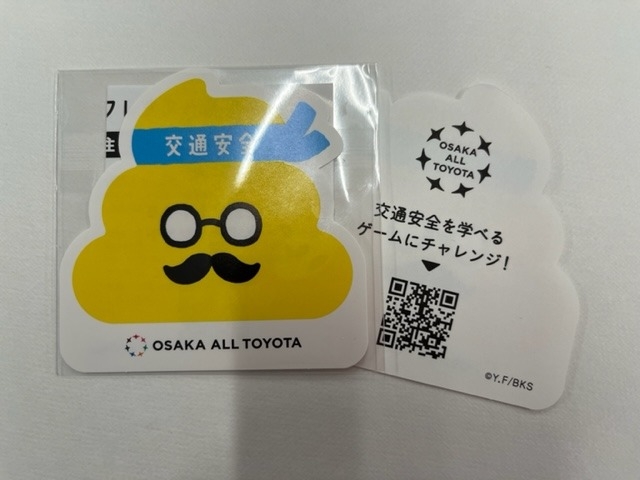 交通安全
OSAKA ALL TOYOTA
OSAKA
ALL
TOYOTA
交通安全を学べる
ゲームにチャレンジ!
©Y.F/BKS